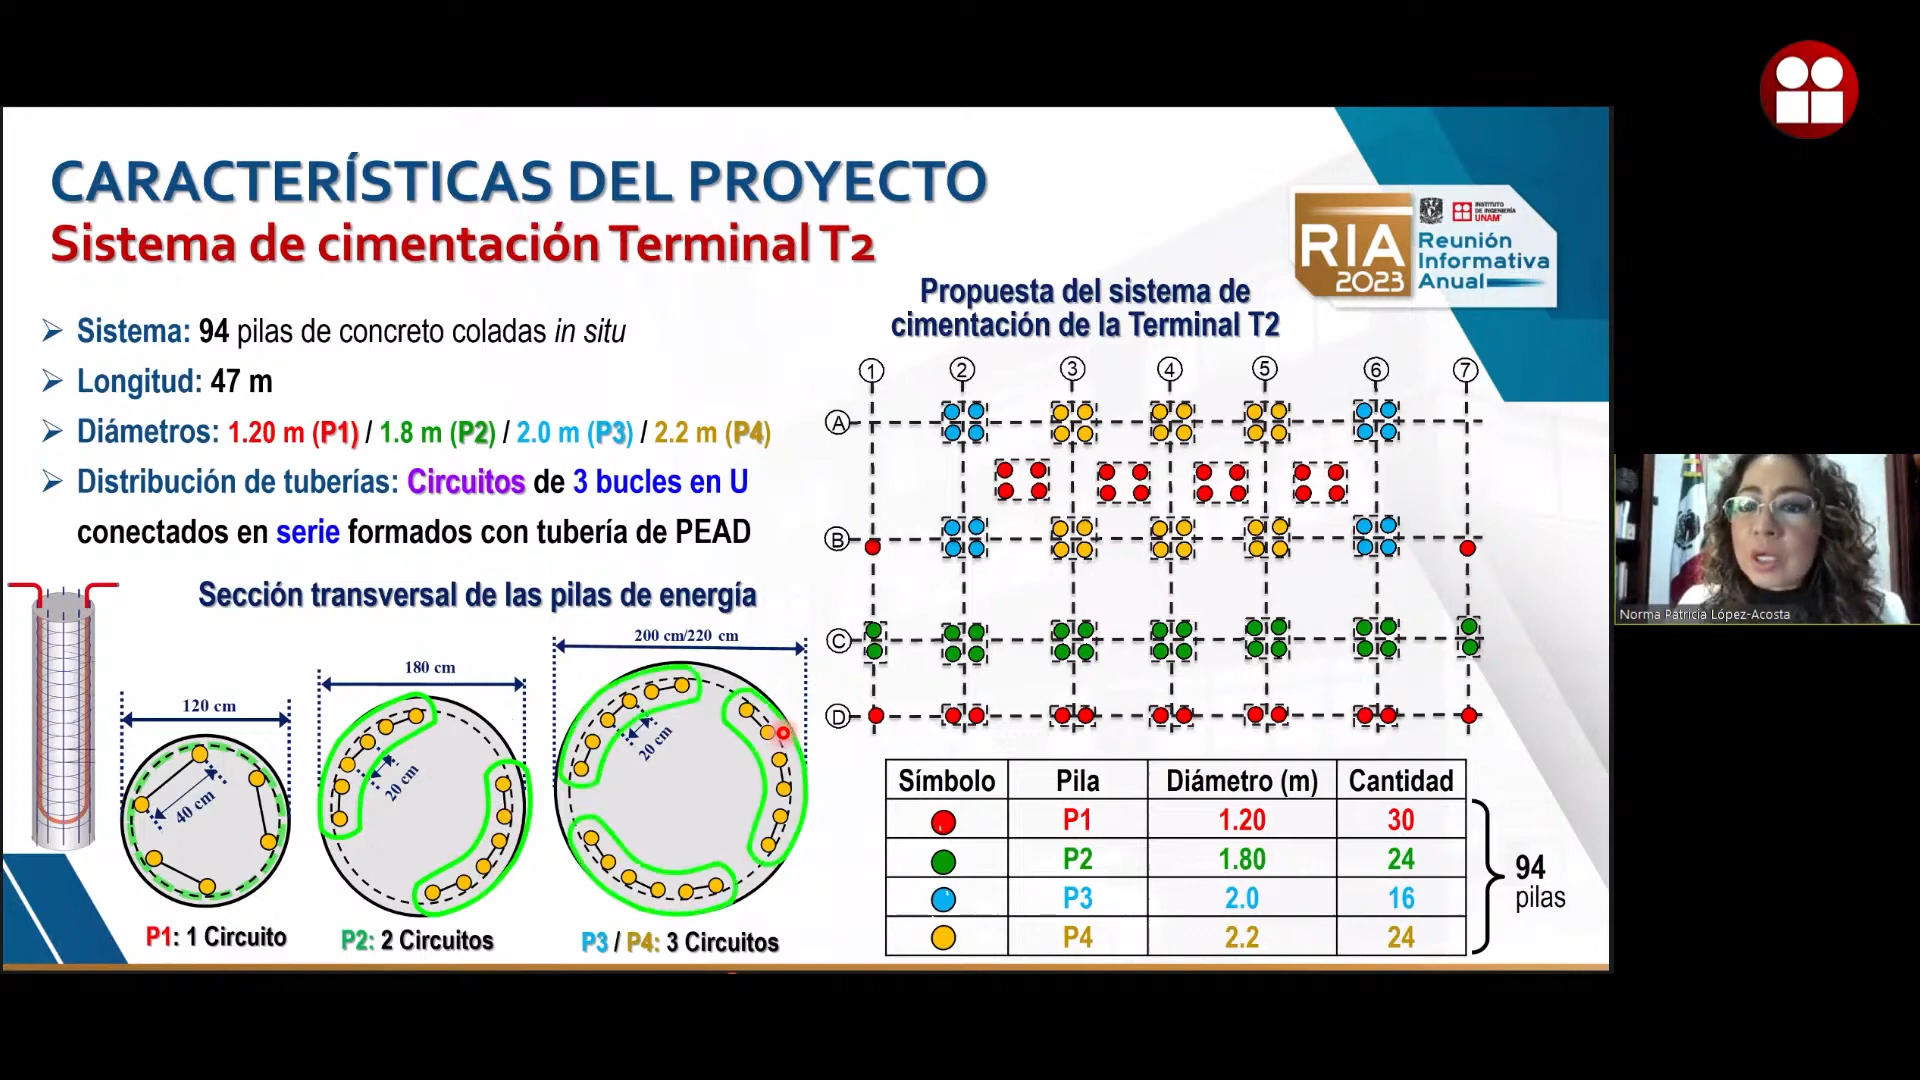 CARACTERÍSTICAS DEL PROYECTO
Sistema de cimentación Terminal T2
INSTITUTO
DE INGENIERÍA
UNAM
RIA
2023
Reunión
Informativa
Anual
Sistema: 94 pilas de concreto coladas in situ
Longitud: 47 m
Diámetros: 1.20 m (P1) / 1.8 m (P2) / 2.0 m (P3) / 2.2 m (P4)
Distribución de tuberías: Circuitos de 3 bucles en U
conectados en serie formados con tubería de PEAD
Sección transversal de las pilas de energía
120 cm
40 cm
P1: 1 Circuito
180 cm
20 cm
P2: 2 Circuitos
200 cm/220 cm
20 cm
P3 / P4: 3 Circuitos
Propuesta del sistema de
cimentación de la Terminal T2
1 2 3 4 5 6 7
A
B
C
D
Símbolo Pila Diámetro (m) Cantidad
P1 1.20 30
P2 1.80 24
P3 2.0 16
P4 2.2 24
94
pilas
Norma Patricia López-Acosta